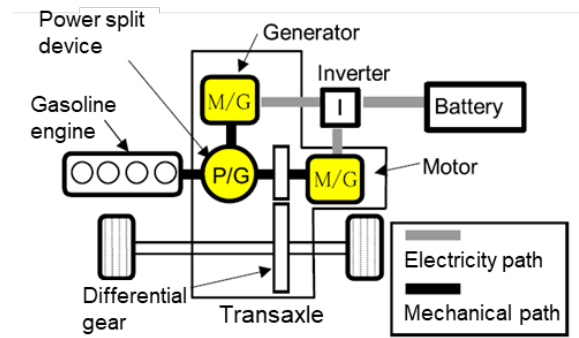 Power split
device
Generator
Inverter
Gasoline
engine
M/G
I
Battery
P/G
M/G
Motor
Electricity path
Mechanical path
Differential
gear
Transaxle